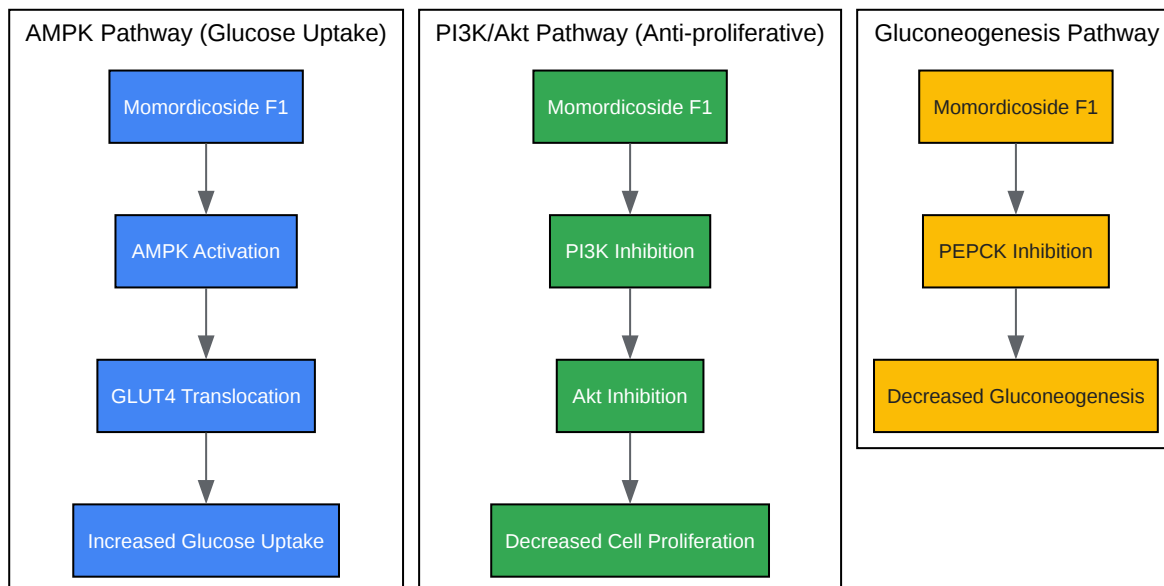 AMPK Pathway (Glucose Uptake)
Momordicoside F1
AMPK Activation
GLUT4 Translocation
Increased Glucose Uptake
PI3K/Akt Pathway (Anti-proliferative)
Momordicoside F1
PI3K Inhibition
Akt Inhibition
Decreased Cell Proliferation
Gluconeogenesis Pathway
Momordicoside F1
PEPCK Inhibition
Decreased Gluconeogenesis